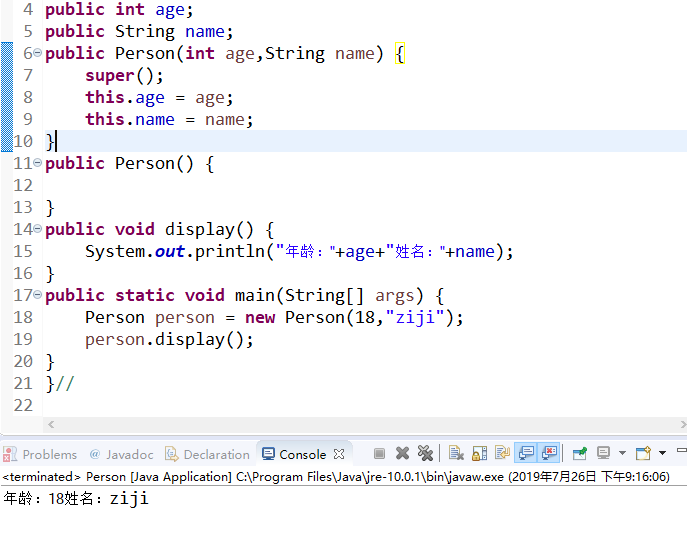 4 public int age;
5 public String name;
6 public Person(int age,String name) {
7 super();
8 this.age = age;
9 this.name = name;
10 }
11 public Person() {
12
13 }
14 public void display() {
15 System.out.println("年龄："+age+"姓名："+name);
16 }
17 public static void main(String[] args) {
18 Person person = new Person(18,"ziji");
19 person.display();
20 }
21 }//
22
Problems @ Javadoc Declaration Console
<terminated> Person [Java Application] C:\Program Files\Java\jre-10.0.1\bin\javaw.exe (2019年7月26日 下午9:16:06)
年龄：18姓名：ziji